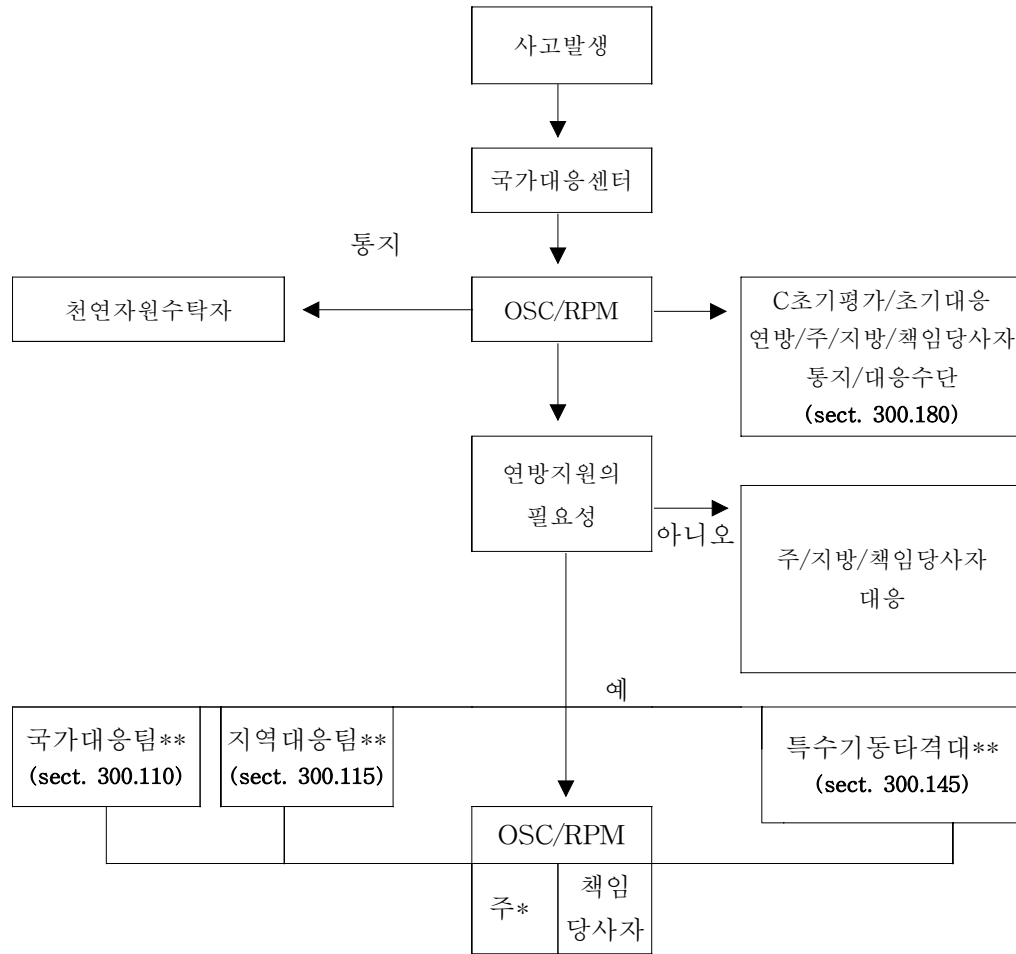 사고발생
국가대응센터
통지
천연자원수탁자
OSC/RPM
C초기평가/초기대응
연방/주/지방/책임당사자
통지/대응수단
(sect. 300.180)
연방지원의
필요성
아니오
주/지방/책임당사자
대응
예
국가대응팀**
(sect. 300.110)
지역대응팀**
(sect. 300.115)
특수기동타격대**
(sect. 300.145)
OSC/RPM
주*
책임
당사자